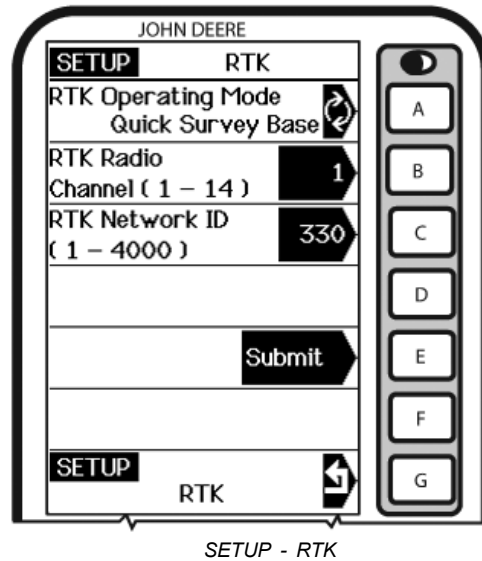 JOHN DEERE
SETUP RTK
RTK Operating Mode
Quick Survey Base
A
RTK Radio
Channel ( 1 – 14 )
1
B
RTK Network ID
( 1 – 4000 )
330
C
D
Submit
E
F
SETUP
RTK
G
SETUP - RTK